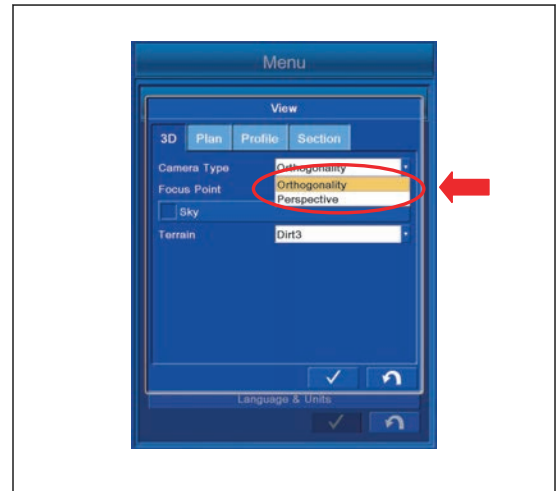 Menu
View
3D Plan Profile Section
Camera Type Orthogonality
Orthogonality
Focus Point
Perspective
Sky
Terrain Dirt3
Language & Units